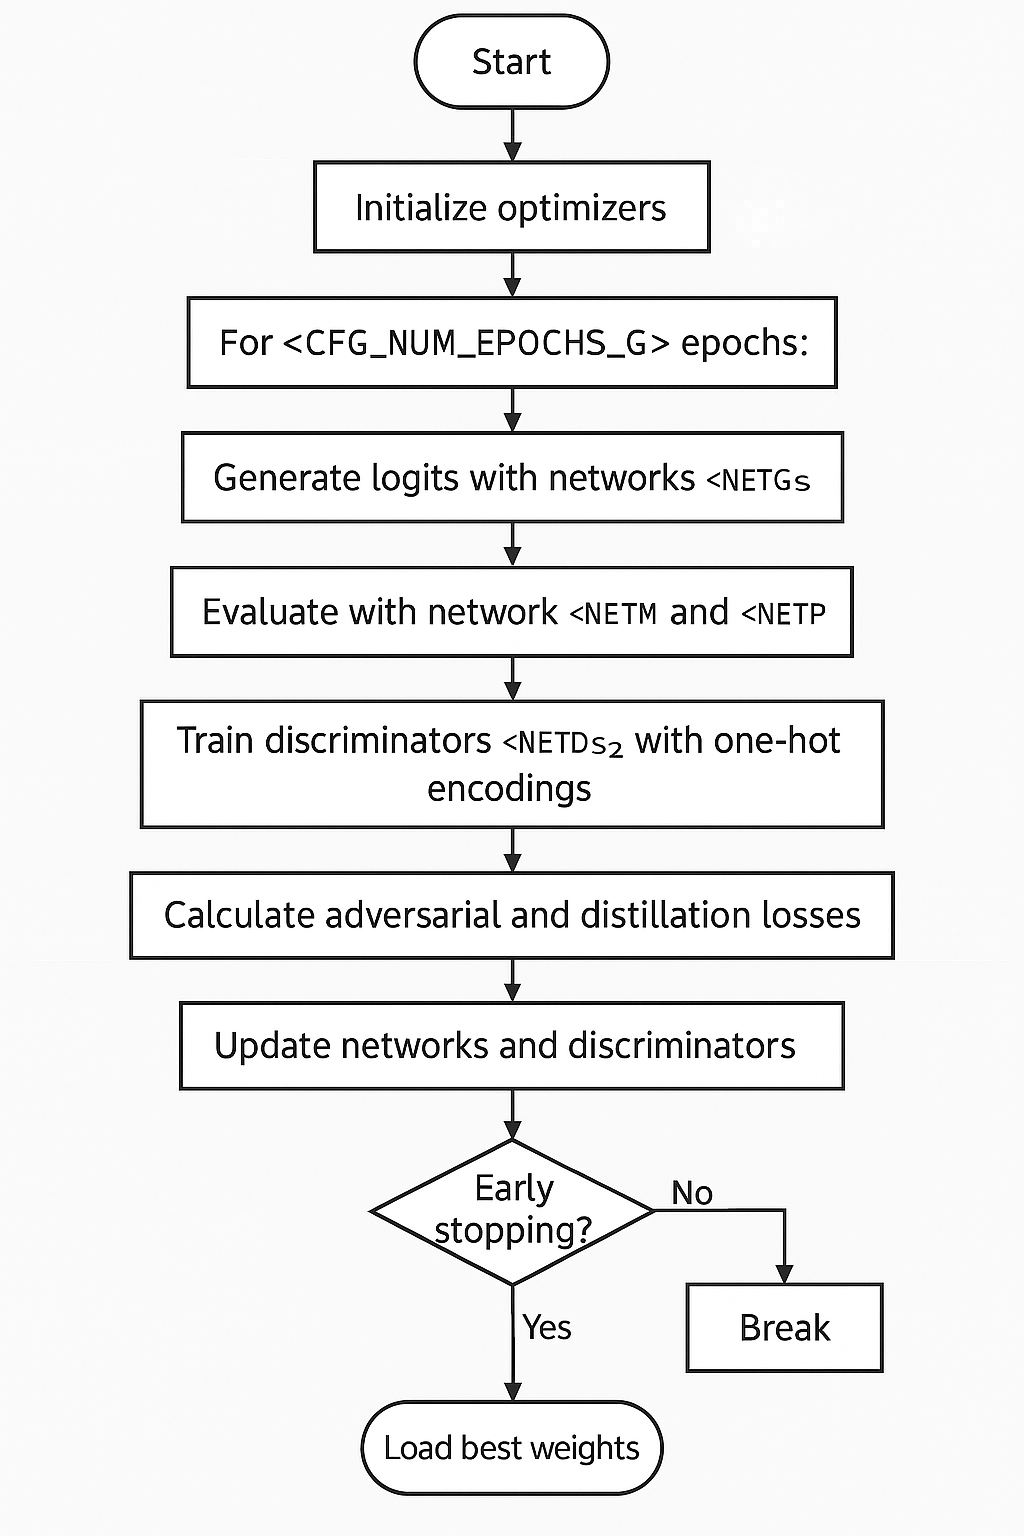 Start
Initialize optimizers
For <CFG_NUM_EPOCHS_G> epochs:
Generate logits with networks <NETGs
Evaluate with network <NETM and <NETP
Train discriminators <NETDs₂ with one-hot
encodings
Calculate adversarial and distillation losses
Update networks and discriminators
Early
stopping?
No
Yes
Break
Load best weights